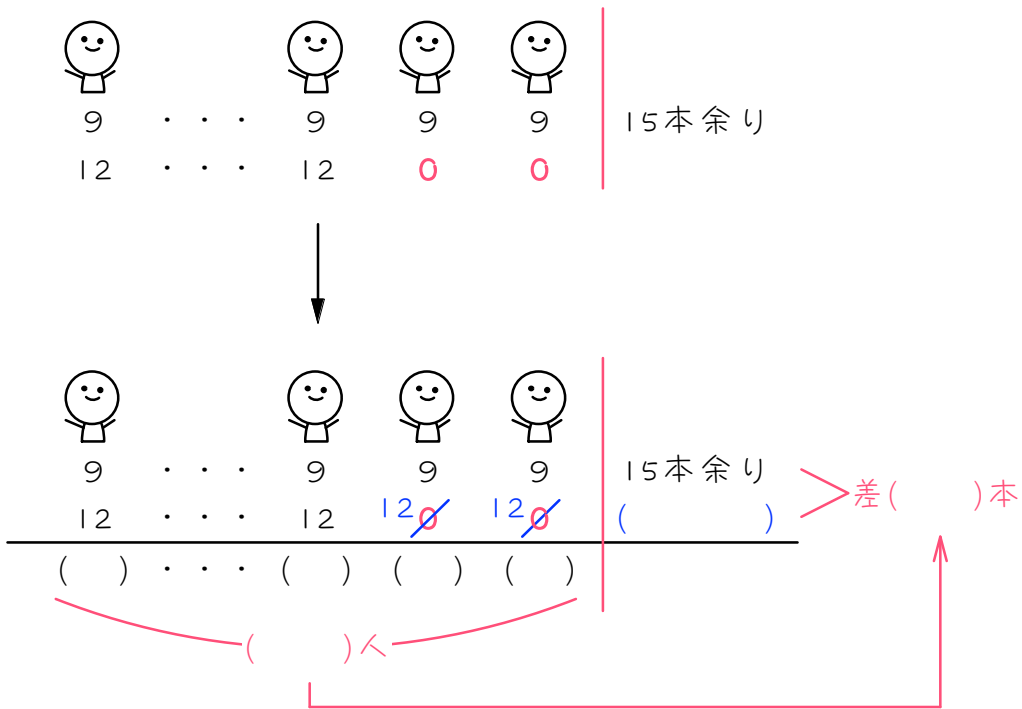 9 ・・・ 9 9 9 15本余り
12 ・・・ 12 0 0
9 ・・・ 9 9 9 15本余り
12 ・・・ 12 12 0 12 0 ( ) 差( )本
( ) ・・・ ( ) ( ) ( )
( )人